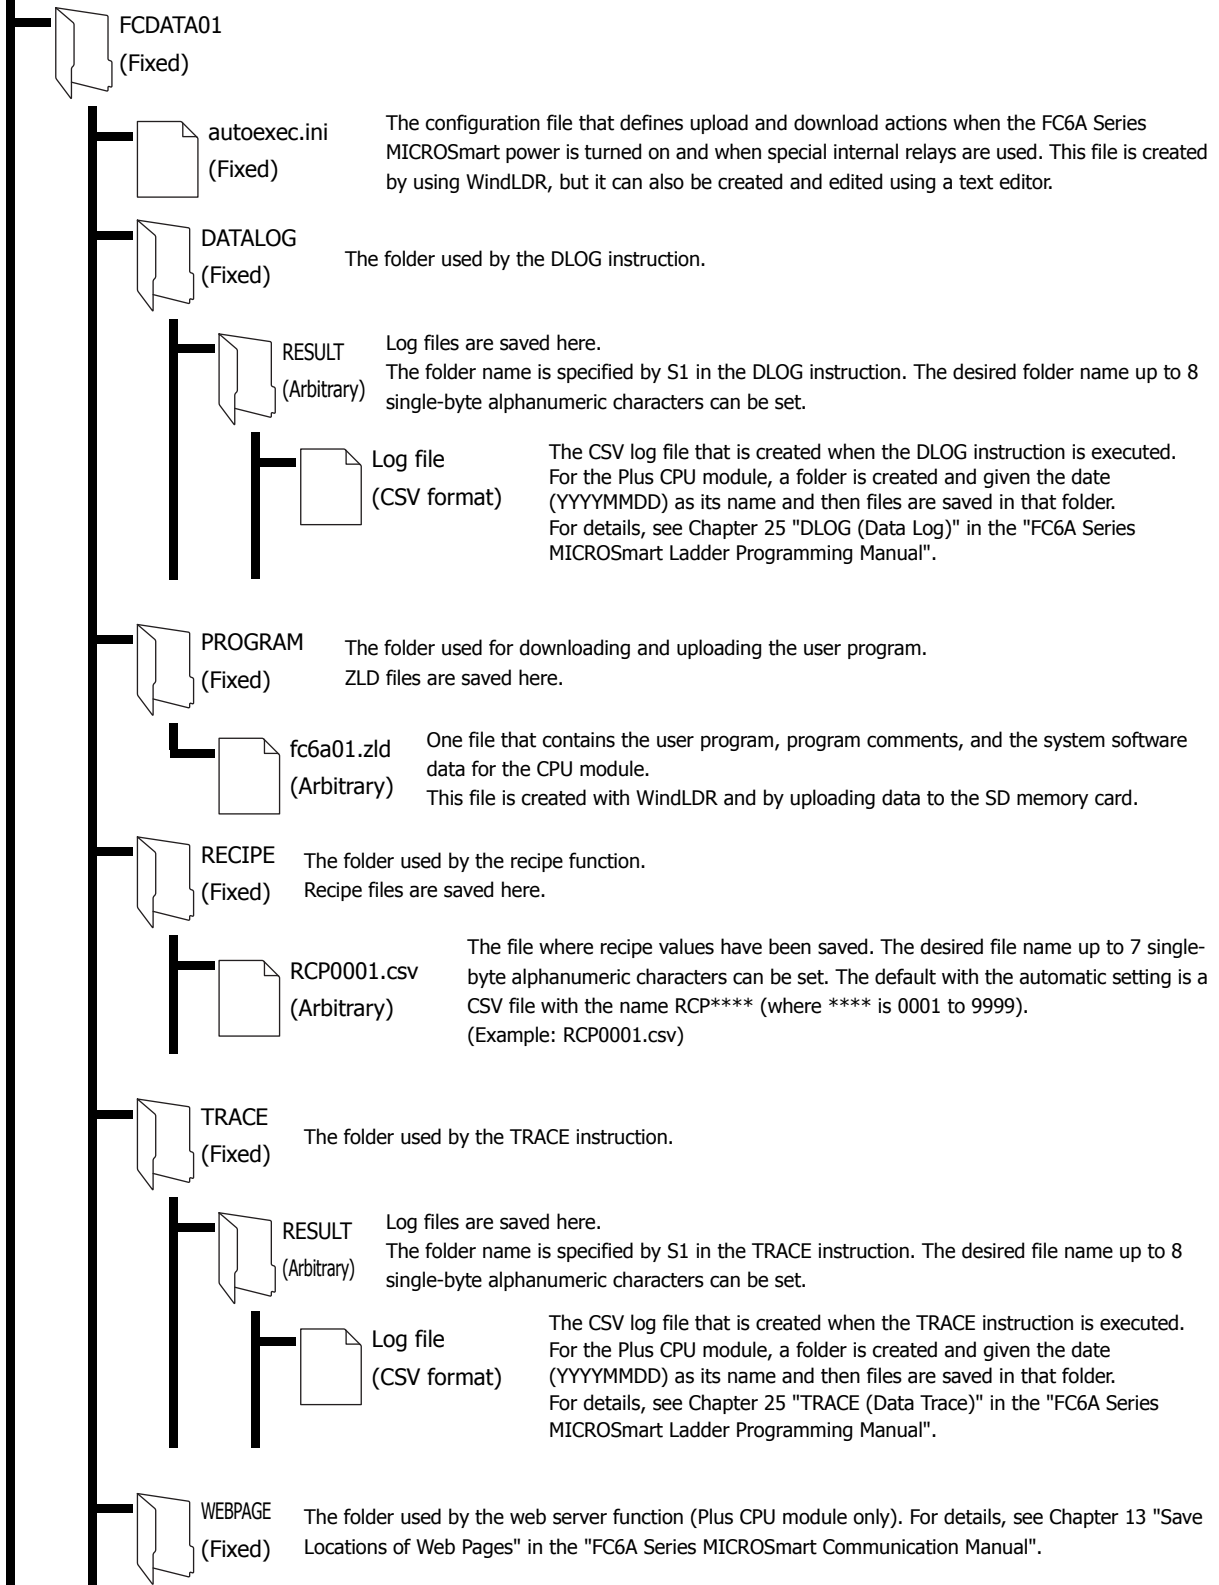 FCDATA01
(Fixed)
autoexec.ini
(Fixed)
The configuration file that defines upload and download actions when the FC6A Series
MICROSmart power is turned on and when special internal relays are used. This file is created
by using WindLDR, but it can also be created and edited using a text editor.
DATALOG
(Fixed)
The folder used by the DLOG instruction.
RESULT
(Arbitrary)
Log files are saved here.
The folder name is specified by S1 in the DLOG instruction. The desired folder name up to 8
single-byte alphanumeric characters can be set.
Log file
(CSV format)
The CSV log file that is created when the DLOG instruction is executed.
For the Plus CPU module, a folder is created and given the date
(YYYYMMDD) as its name and then files are saved in that folder.
For details, see Chapter 25 "DLOG (Data Log)" in the "FC6A Series
MICROSmart Ladder Programming Manual".
PROGRAM
(Fixed)
The folder used for downloading and uploading the user program.
ZLD files are saved here.
fc6a01.zld
(Arbitrary)
One file that contains the user program, program comments, and the system software
data for the CPU module.
This file is created with WindLDR and by uploading data to the SD memory card.
RECIPE
(Fixed)
The folder used by the recipe function.
Recipe files are saved here.
RCP0001.csv
(Arbitrary)
The file where recipe values have been saved. The desired file name up to 7 single-
byte alphanumeric characters can be set. The default with the automatic setting is a
CSV file with the name RCP**** (where **** is 0001 to 9999).
(Example: RCP0001.csv)
TRACE
(Fixed)
The folder used by the TRACE instruction.
RESULT
(Arbitrary)
Log files are saved here.
The folder name is specified by S1 in the TRACE instruction. The desired file name up to 8
single-byte alphanumeric characters can be set.
Log file
(CSV format)
The CSV log file that is created when the TRACE instruction is executed.
For the Plus CPU module, a folder is created and given the date
(YYYYMMDD) as its name and then files are saved in that folder.
For details, see Chapter 25 "TRACE (Data Trace)" in the "FC6A Series
MICROSmart Ladder Programming Manual".
WEBPAGE
(Fixed)
The folder used by the web server function (Plus CPU module only). For details, see Chapter 13 "Save
Locations of Web Pages" in the "FC6A Series MICROSmart Communication Manual".